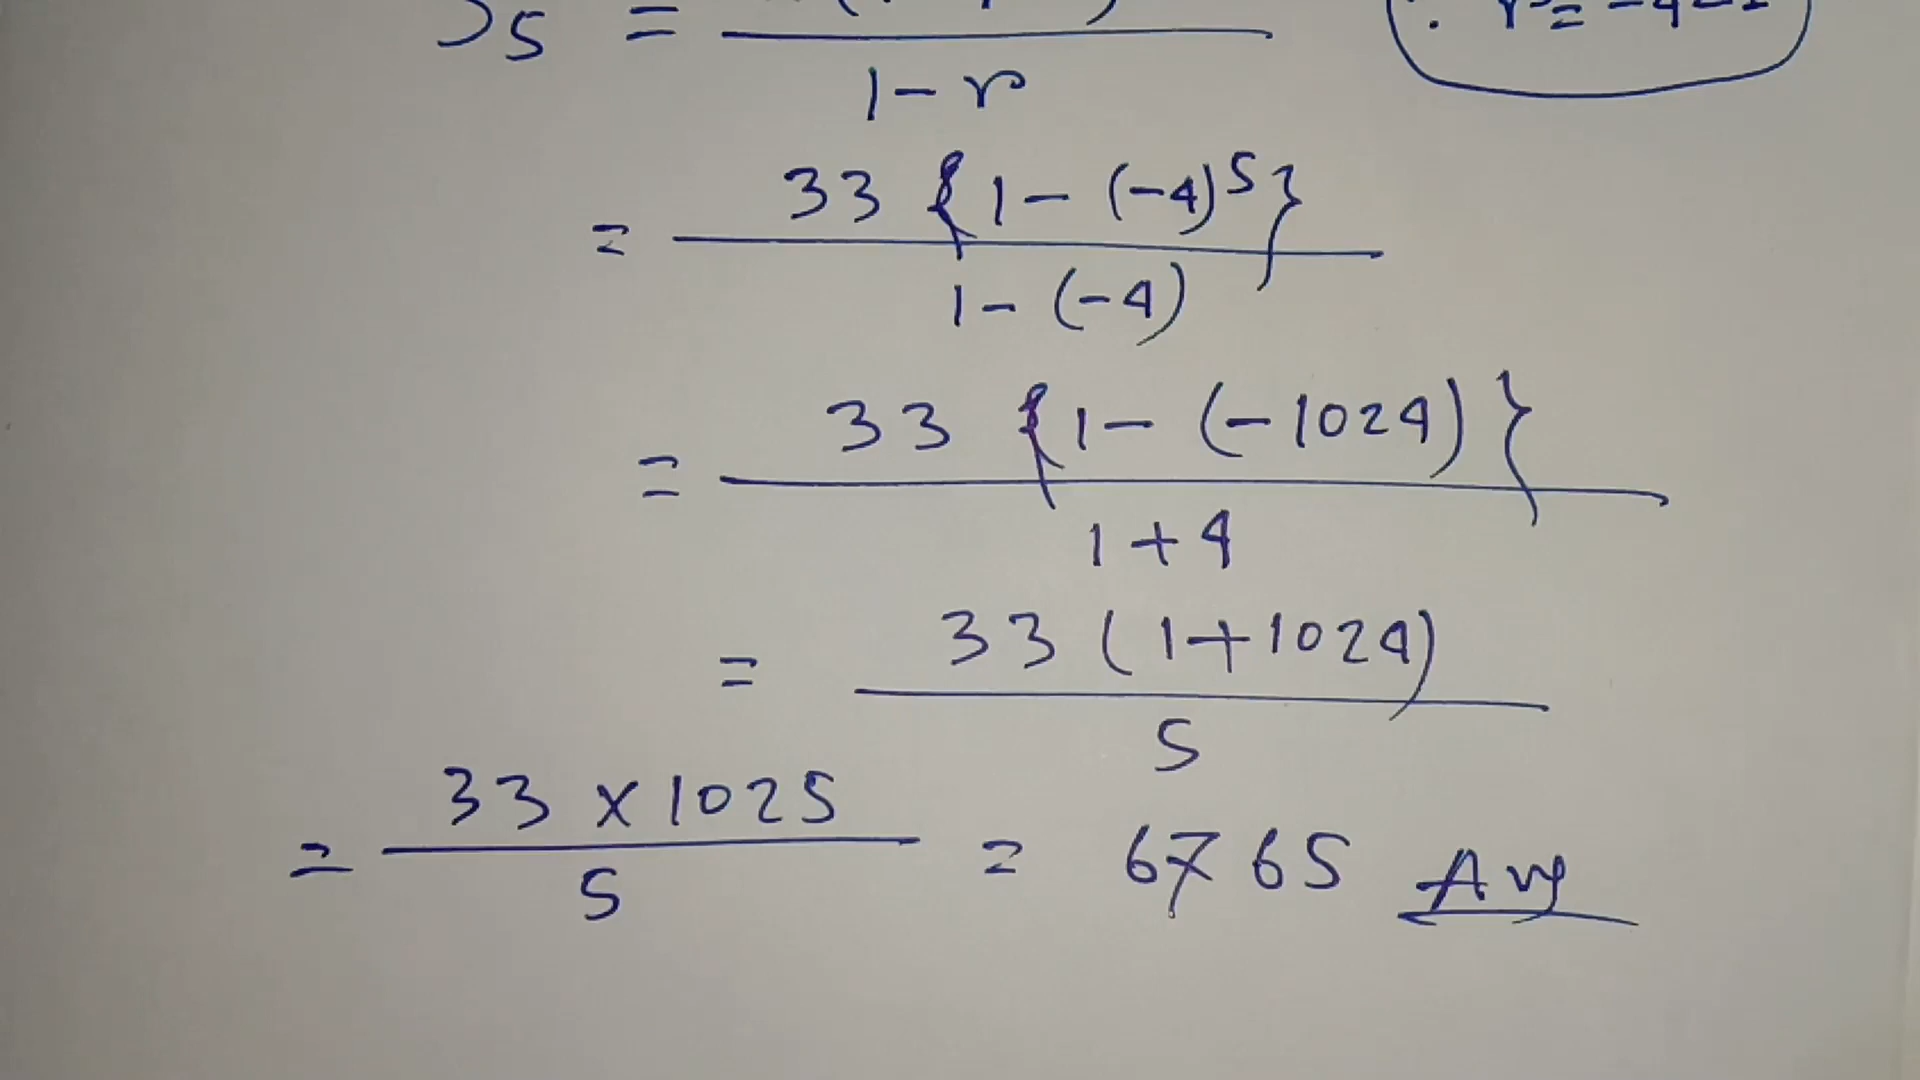 S5 = 
1 - r
= 33 {1 - (-4)^5} / 1 - (-4)
= 33 {1 - (-1024)} / 1 + 4
= 33 (1 + 1024) / 5
= 33 × 1025 / 5 = 6765 Ans